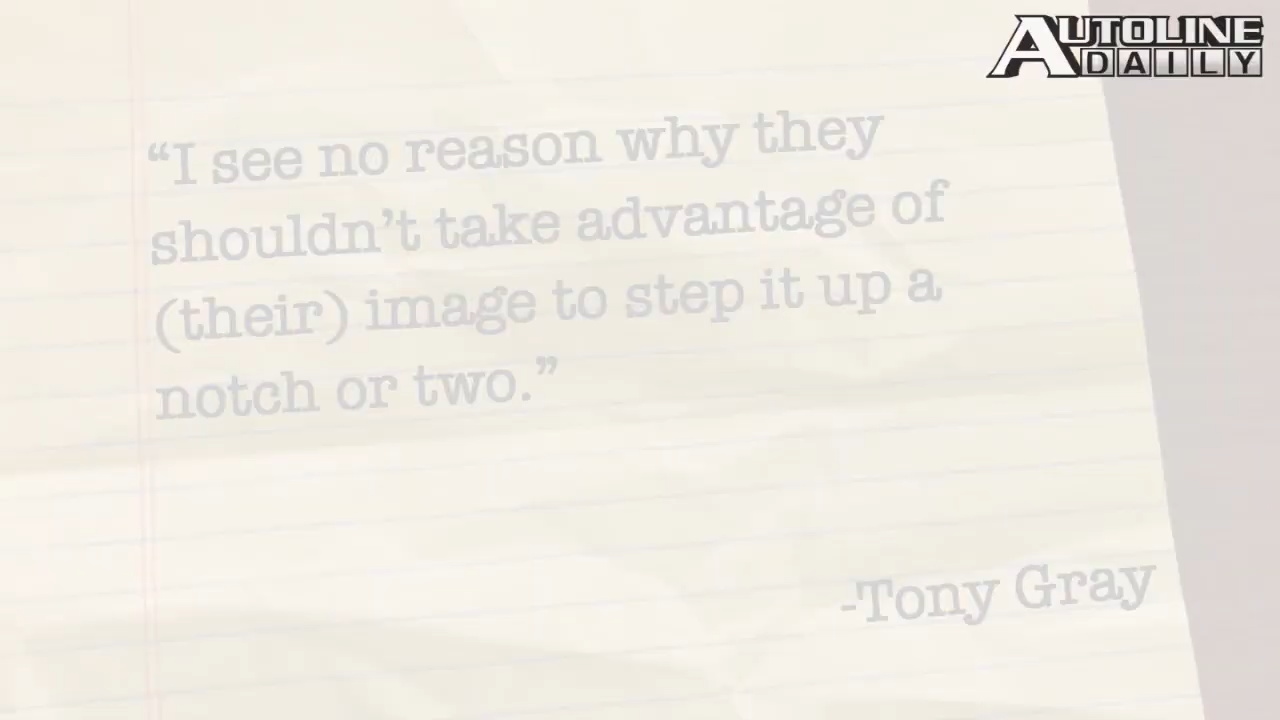 AUTOLINE
DAILY
“I see no reason why they
shouldn’t take advantage of
(their) image to step it up a
notch or two.”
-Tony Gray